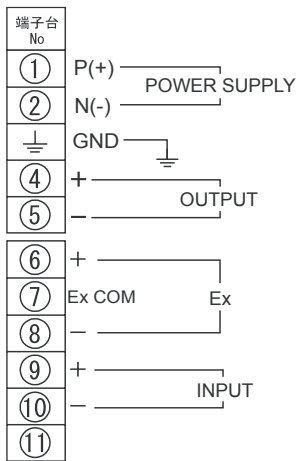 端子台
No
① P(+)
POWER SUPPLY
② N(-)
GND
④ +
OUTPUT
⑤ −
⑥ +
⑦ Ex COM Ex
⑧ −
⑨ +
INPUT
⑩ −
⑪